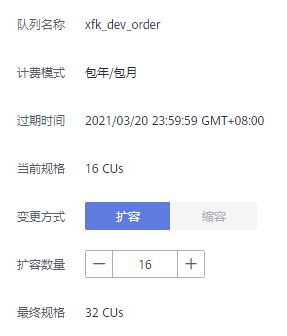 队列名称 xfk_dev_order
计费模式 包年/包月
过期时间 2021/03/20 23:59:59 GMT+08:00
当前规格 16 CUs
变更方式 扩容 缩容
扩容数量 — 16 +
最终规格 32 CUs